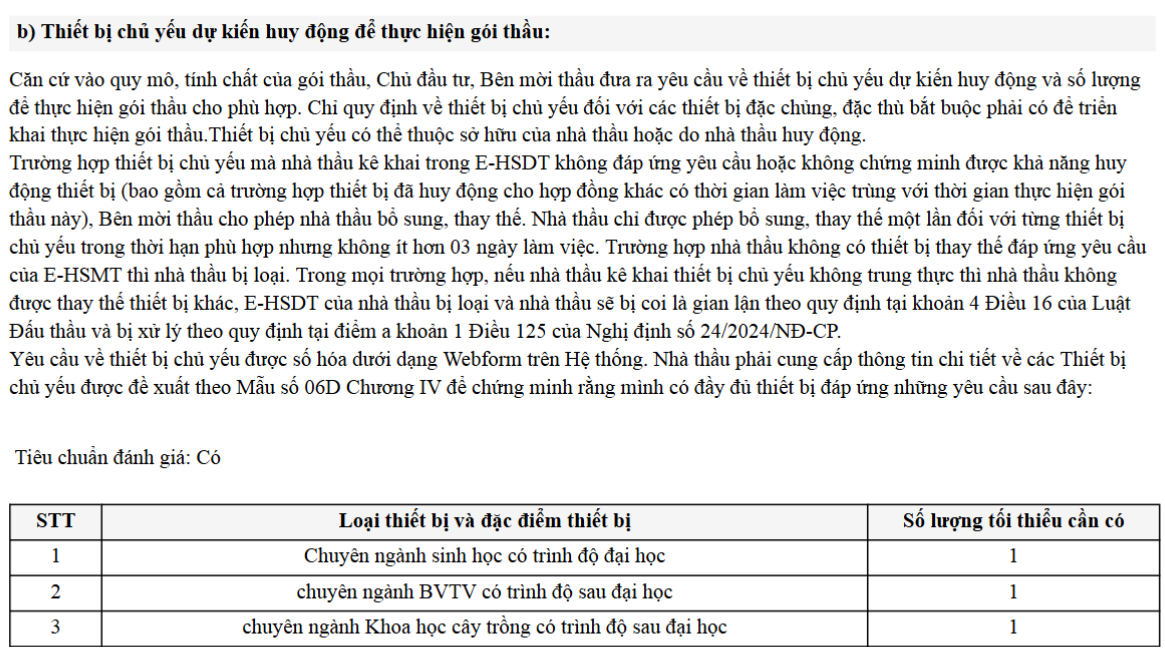 b) Thiết bị chủ yếu dự kiến huy động để thực hiện gói thầu:
Căn cứ vào quy mô, tính chất của gói thầu, Chủ đầu tư, Bên mời thầu đưa ra yêu cầu về thiết bị chủ yếu dự kiến huy động và số lượng
để thực hiện gói thầu cho phù hợp. Chỉ quy định về thiết bị chủ yếu đối với các thiết bị đặc chủng, đặc thù bắt buộc phải có để triển
khai thực hiện gói thầu.Thiết bị chủ yếu có thể thuộc sở hữu của nhà thầu hoặc do nhà thầu huy động.
Trường hợp thiết bị chủ yếu mà nhà thầu kê khai trong E-HSDT không đáp ứng yêu cầu hoặc không chứng minh được khả năng huy
động thiết bị (bao gồm cả trường hợp thiết bị đã huy động cho hợp đồng khác có thời gian làm việc trùng với thời gian thực hiện gói
thầu này), Bên mời thầu cho phép nhà thầu bổ sung, thay thế. Nhà thầu chỉ được phép bổ sung, thay thế một lần đối với từng thiết bị
chủ yếu trong thời hạn phù hợp nhưng không ít hơn 03 ngày làm việc. Trường hợp nhà thầu không có thiết bị thay thế đáp ứng yêu cầu
của E-HSMT thì nhà thầu bị loại. Trong mọi trường hợp, nếu nhà thầu kê khai thiết bị chủ yếu không trung thực thì nhà thầu không
được thay thế thiết bị khác, E-HSDT của nhà thầu bị loại và nhà thầu sẽ bị coi là gian lận theo quy định tại khoản 4 Điều 16 của Luật
Đấu thầu và bị xử lý theo quy định tại điểm a khoản 1 Điều 125 của Nghị định số 24/2024/NĐ-CP.
Yêu cầu về thiết bị chủ yếu được số hóa dưới dạng Webform trên Hệ thống. Nhà thầu phải cung cấp thông tin chi tiết về các Thiết bị
chủ yếu được đề xuất theo Mẫu số 06D Chương IV để chứng minh rằng mình có đầy đủ thiết bị đáp ứng những yêu cầu sau đây:
Tiêu chuẩn đánh giá: Có
STT Loại thiết bị và đặc điểm thiết bị Số lượng tối thiểu cần có
1 Chuyên ngành sinh học có trình độ đại học 1
2 chuyên ngành BVTV có trình độ sau đại học 1
3 chuyên ngành Khoa học cây trồng có trình độ sau đại học 1